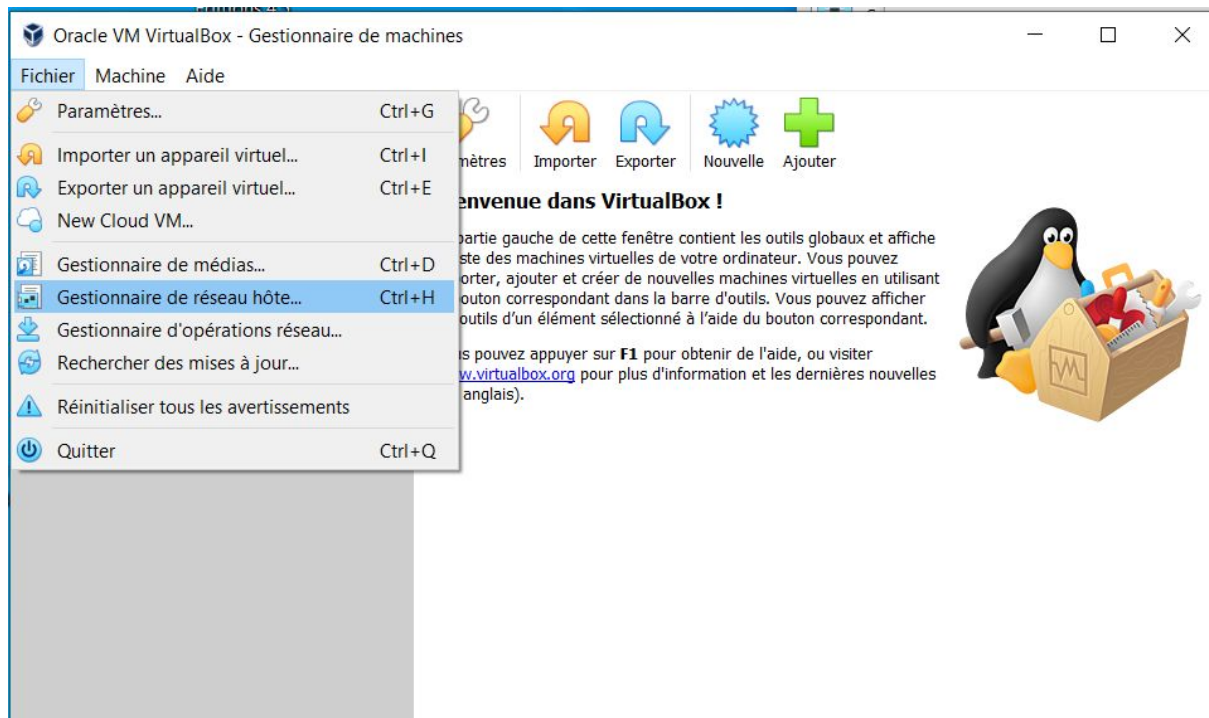 Oracle VM VirtualBox - Gestionnaire de machines
Fichier Machine Aide
Paramètres... Ctrl+G
Importer un appareil virtuel... Ctrl+I
Exporter un appareil virtuel... Ctrl+E
New Cloud VM...
Gestionnaire de médias... Ctrl+D
Gestionnaire de réseau hôte... Ctrl+H
Gestionnaire d'opérations réseau...
Rechercher des mises à jour...
Réinitialiser tous les avertissements
Quitter Ctrl+Q
mètres Importer Exporter Nouvelle Ajouter
envenue dans VirtualBox !
partie gauche de cette fenêtre contient les outils globaux et affiche
ste des machines virtuelles de votre ordinateur. Vous pouvez
orter, ajouter et créer de nouvelles machines virtuelles en utilisant
outon correspondant dans la barre d'outils. Vous pouvez afficher
outils d'un élément sélectionné à l'aide du bouton correspondant.
s pouvez appuyer sur F1 pour obtenir de l'aide, ou visiter
w.virtualbox.org pour plus d'information et les dernières nouvelles
anglais).